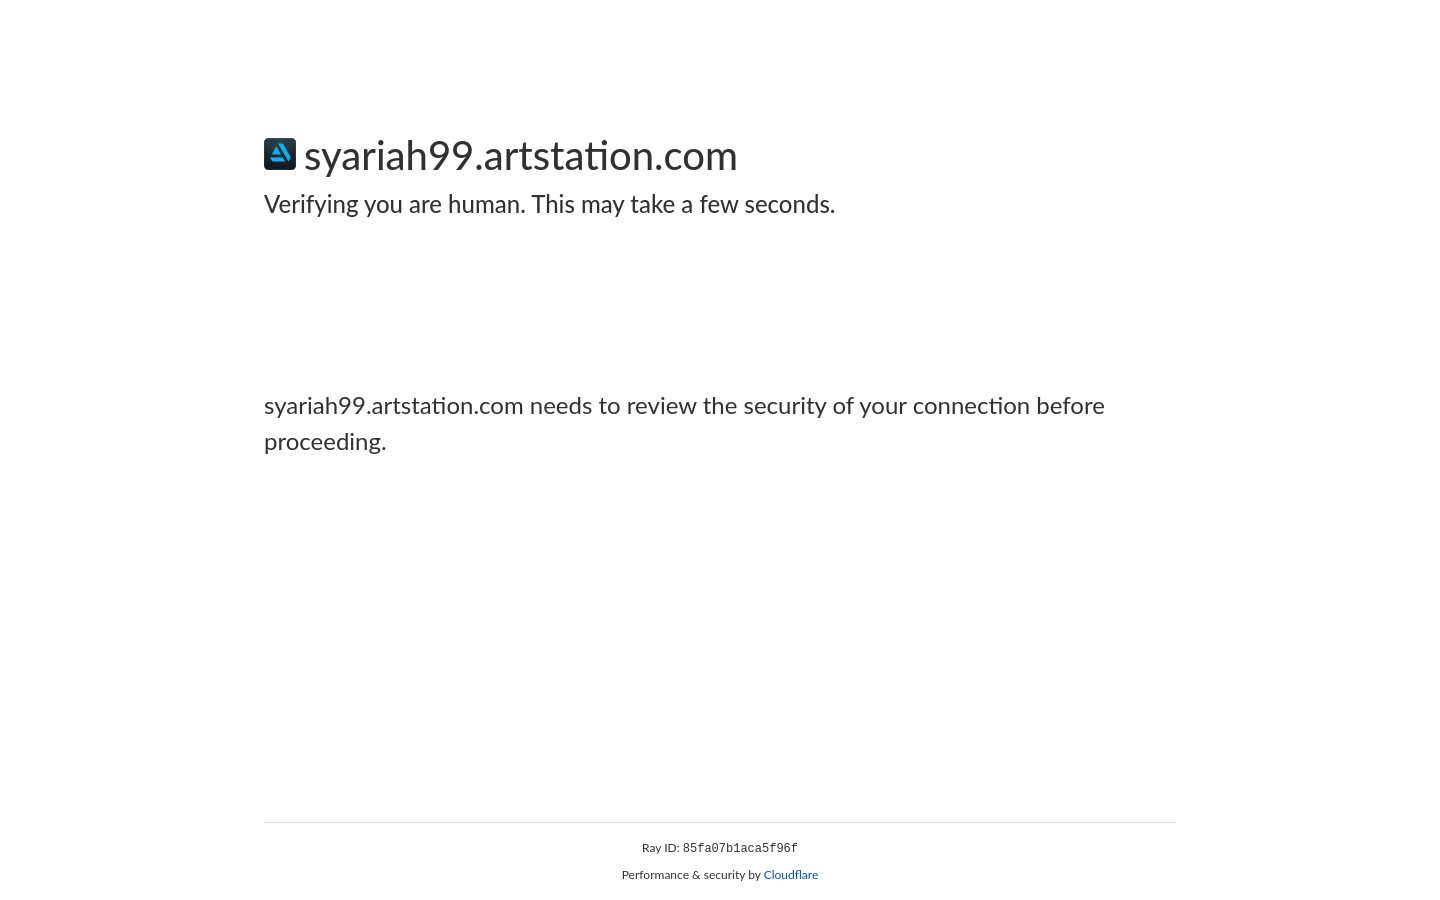 syariah99.artstation.com
Verifying you are human. This may take a few seconds.
syariah99.artstation.com needs to review the security of your connection before
proceeding.
Ray ID: 85fa07b1aca5f96f
Performance & security by Cloudflare